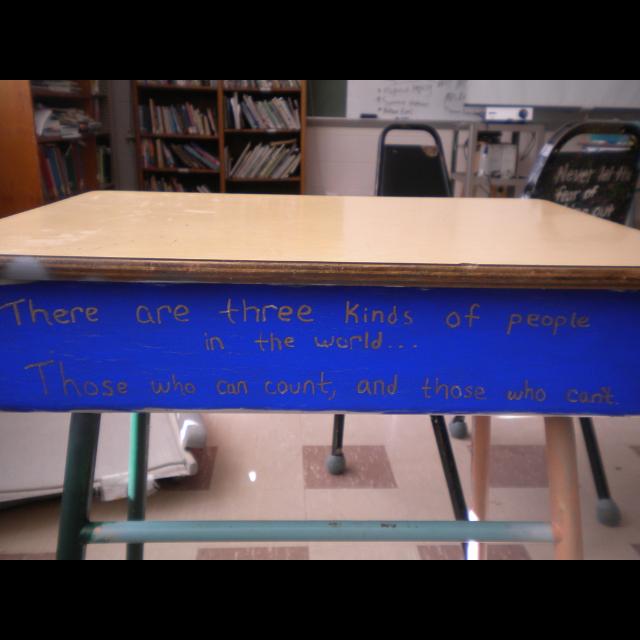 There are three kinds of people
in the world...
Those who can count, and those who can't.
Never let the
fear of